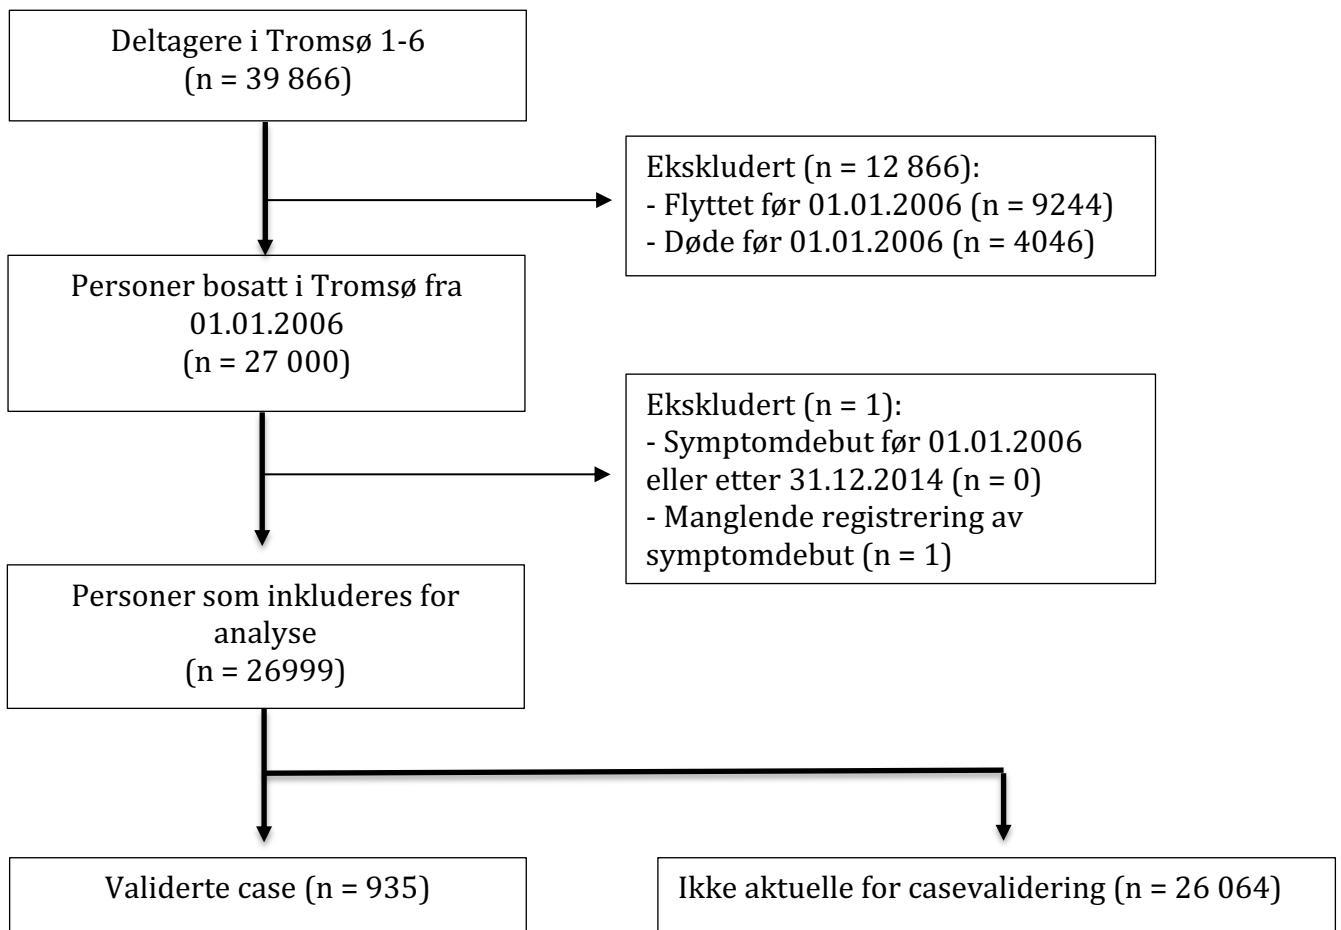 Deltagere i Tromsø 1-6
(n = 39 866)
Ekskludert (n = 12 866):
- Flyttet før 01.01.2006 (n = 9244)
- Døde før 01.01.2006 (n = 4046)
Personer bosatt i Tromsø fra
01.01.2006
(n = 27 000)
Ekskludert (n = 1):
- Symptomdebut før 01.01.2006
eller etter 31.12.2014 (n = 0)
- Manglende registrering av
symptomdebut (n = 1)
Personer som inkluderes for
analyse
(n = 26999)
Validerte case (n = 935)
Ikke aktuelle for casevalidering (n = 26 064)